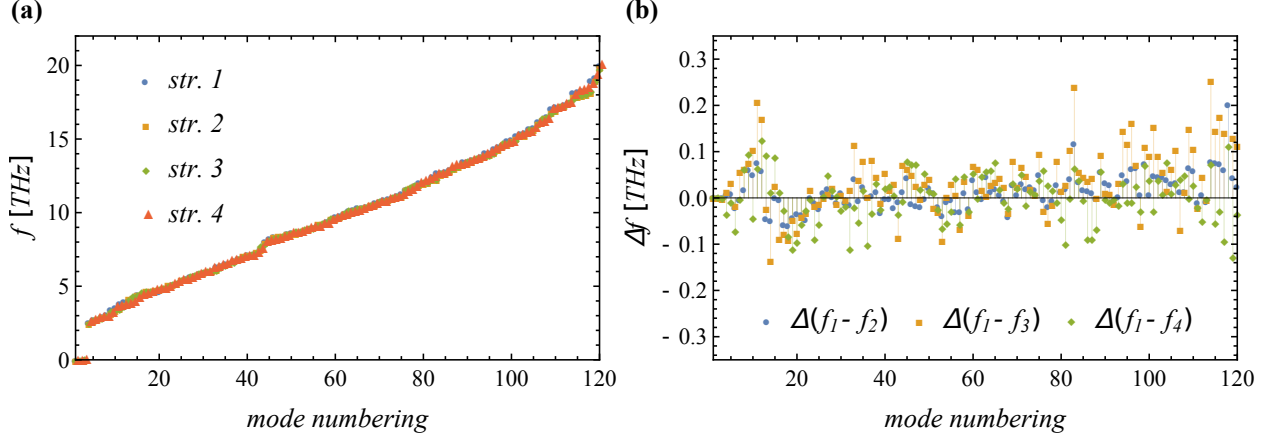 (a)
f [THz]
20
15
10
5
0
str. 1
str. 2
str. 3
str. 4
20 40 60 80 100 120
mode numbering
(b)
Δf [THz]
0.3
0.2
0.1
0.0
- 0.1
- 0.2
- 0.3
Δ(f1- f2) Δ(f1- f3) Δ(f1- f4)
20 40 60 80 100 120
mode numbering